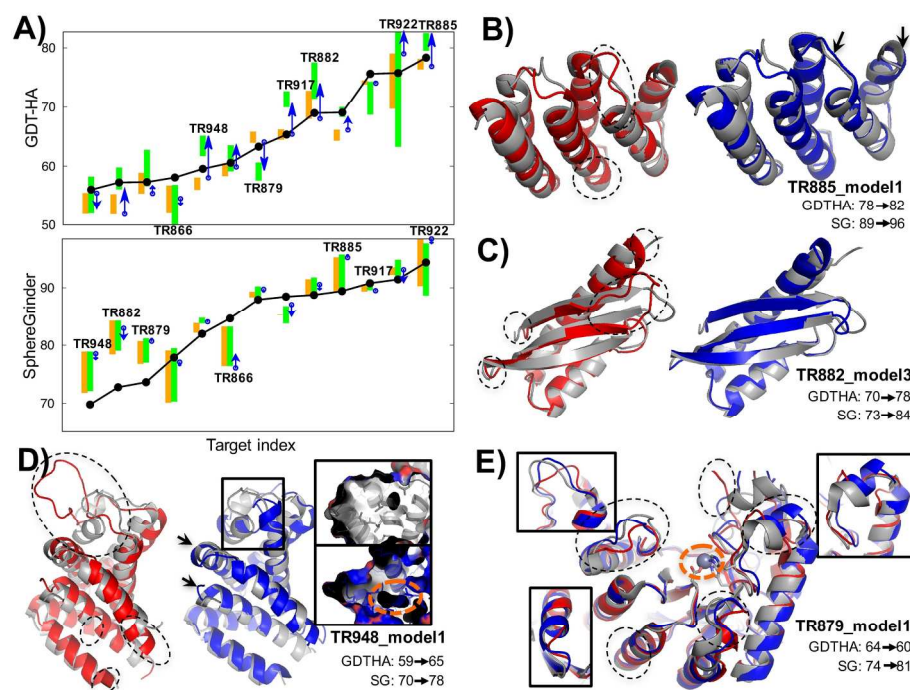 A)
GDT-HA
80
70
60
50
TR922 TR885
TR882
TR917
TR948
TR879
TR866
SphereGrinder
90
80
70
TR922
TR885
TR917
TR882
TR948
TR879
TR866
Target index
B)
TR885_model1
GDTHA: 78→82
SG: 89→96
C)
TR882_model3
GDTHA: 70→78
SG: 73→84
D)
TR948_model1
GDTHA: 59→65
SG: 70→78
E)
TR879_model1
GDTHA: 64→60
SG: 74→81